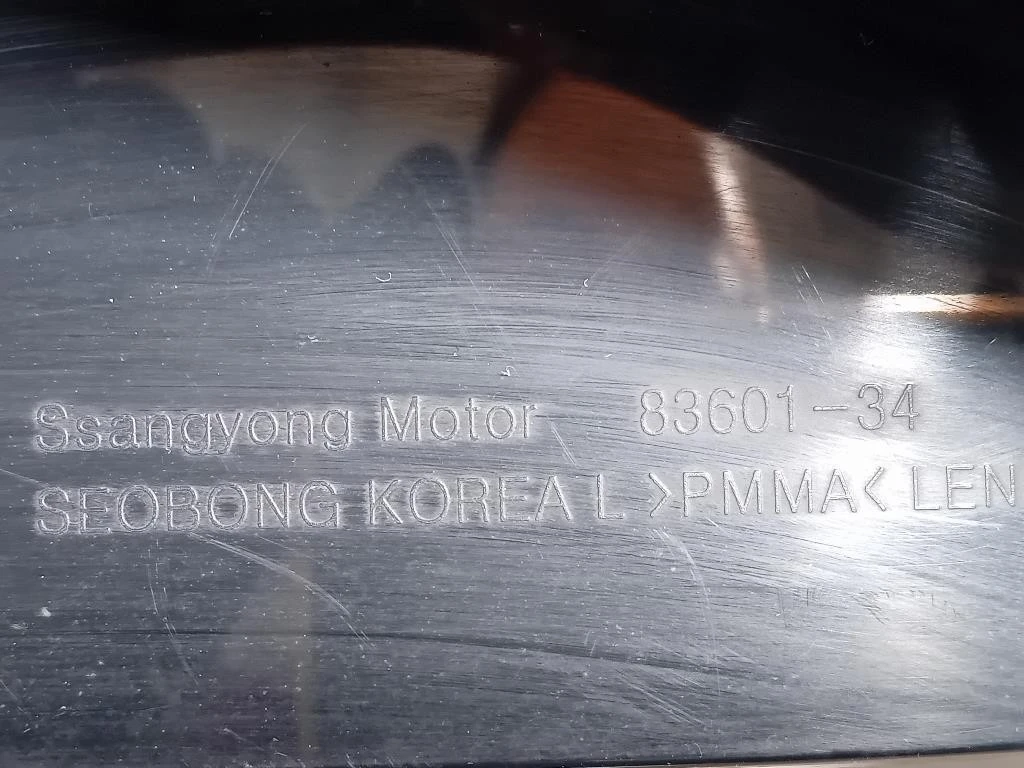 Ssangyong Motor 83601-34
SEOBONG KOREA L >PMMA< LEN